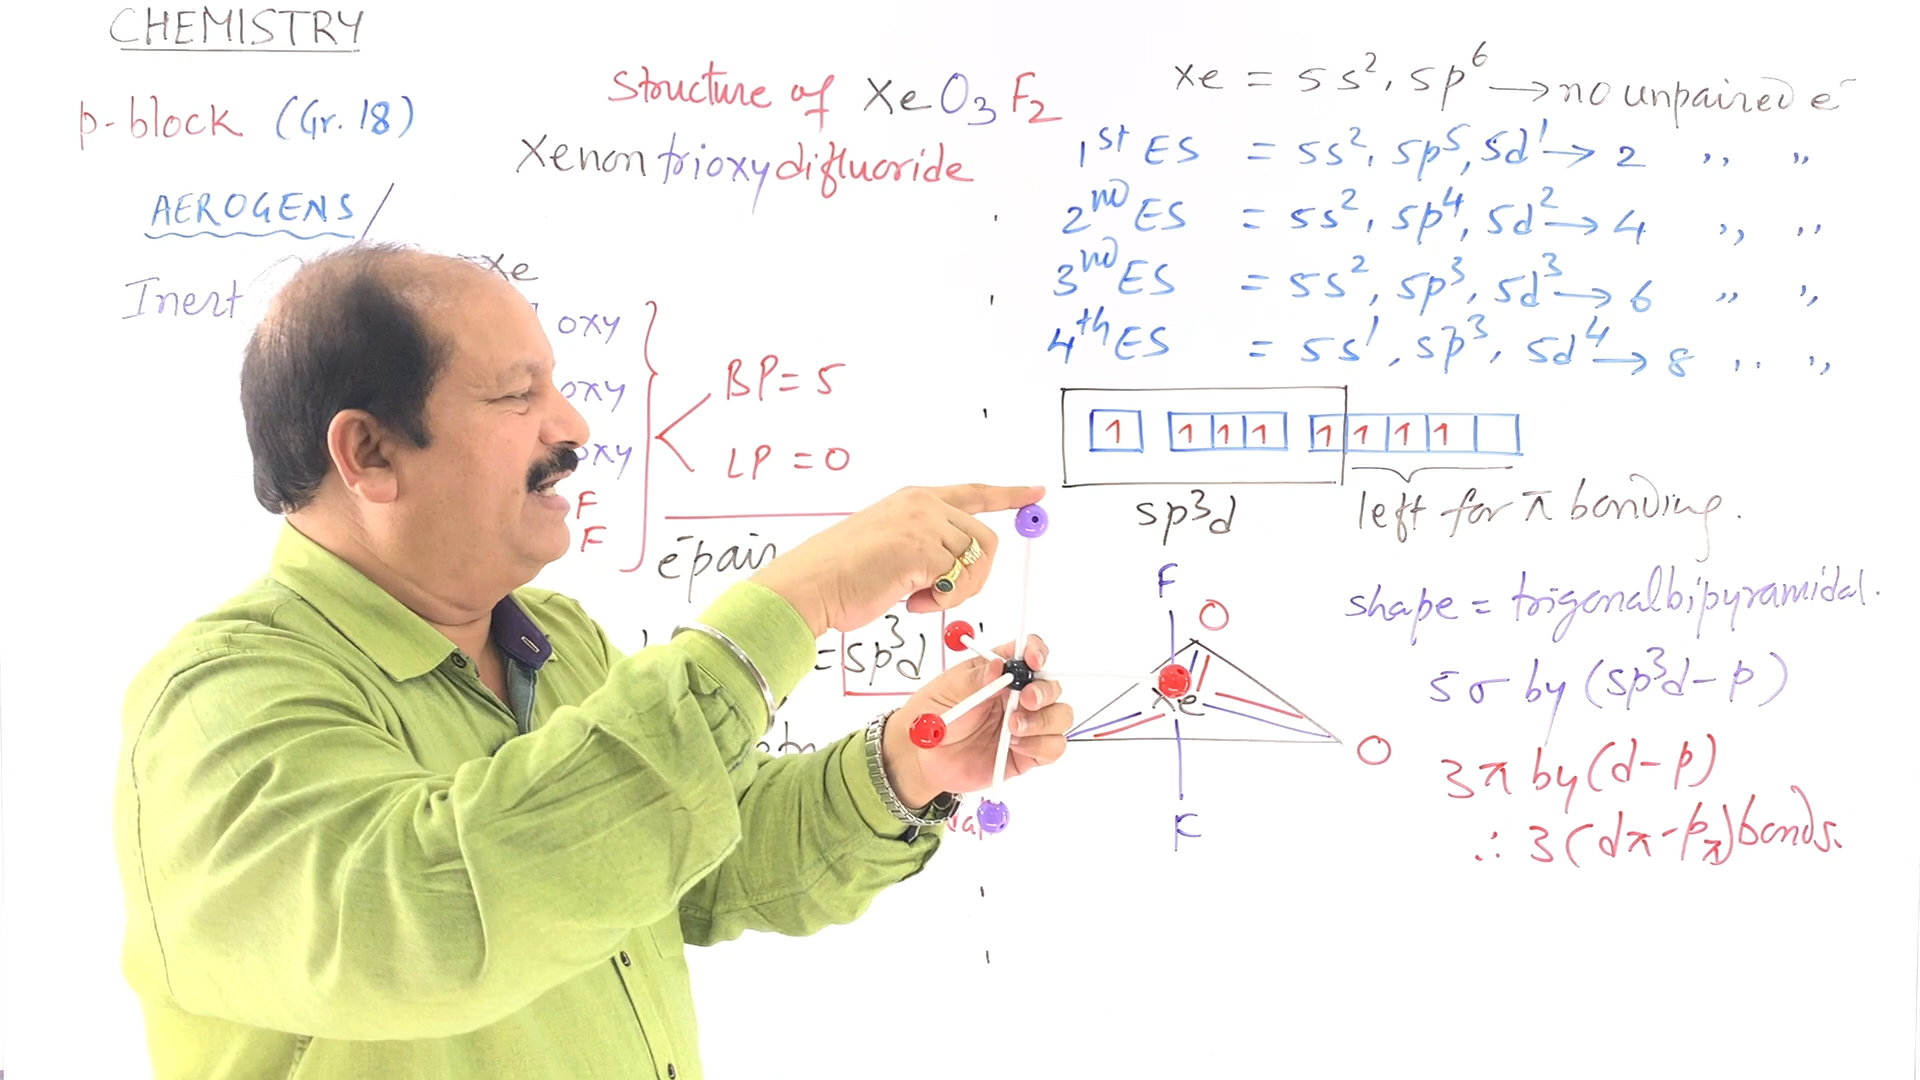 CHEMISTRY
p-block (Gr. 18)
AEROGENS/
Inert
Structure of XeO₃F₂
Xenon trioxydifluoride
Xe
oxy
oxy
oxy
F
F
BP = 5
LP = 0
e⁻pair
= sp³d
Xe = 5s², 5p⁶ → no unpaired e⁻
1ˢᵗ ES = 5s², 5p⁵, 5d¹ → 2 ,, ,,
2ⁿᵈ ES = 5s², 5p⁴, 5d² → 4 ,, ,,
3ⁿᵈ ES = 5s², 5p³, 5d³ → 6 ,, ,,
4ᵗʰ ES = 5s¹, 5p³, 5d⁴ → 8 ,, ,,
1 1 1 1 1 1 1 1
sp³d left for π bonding.
F
O
Xe
O
F
shape = trigonalbipyramidal.
5σ by (sp³d-p)
3π by (d-p)
∴ 3(dπ-pπ) bonds.